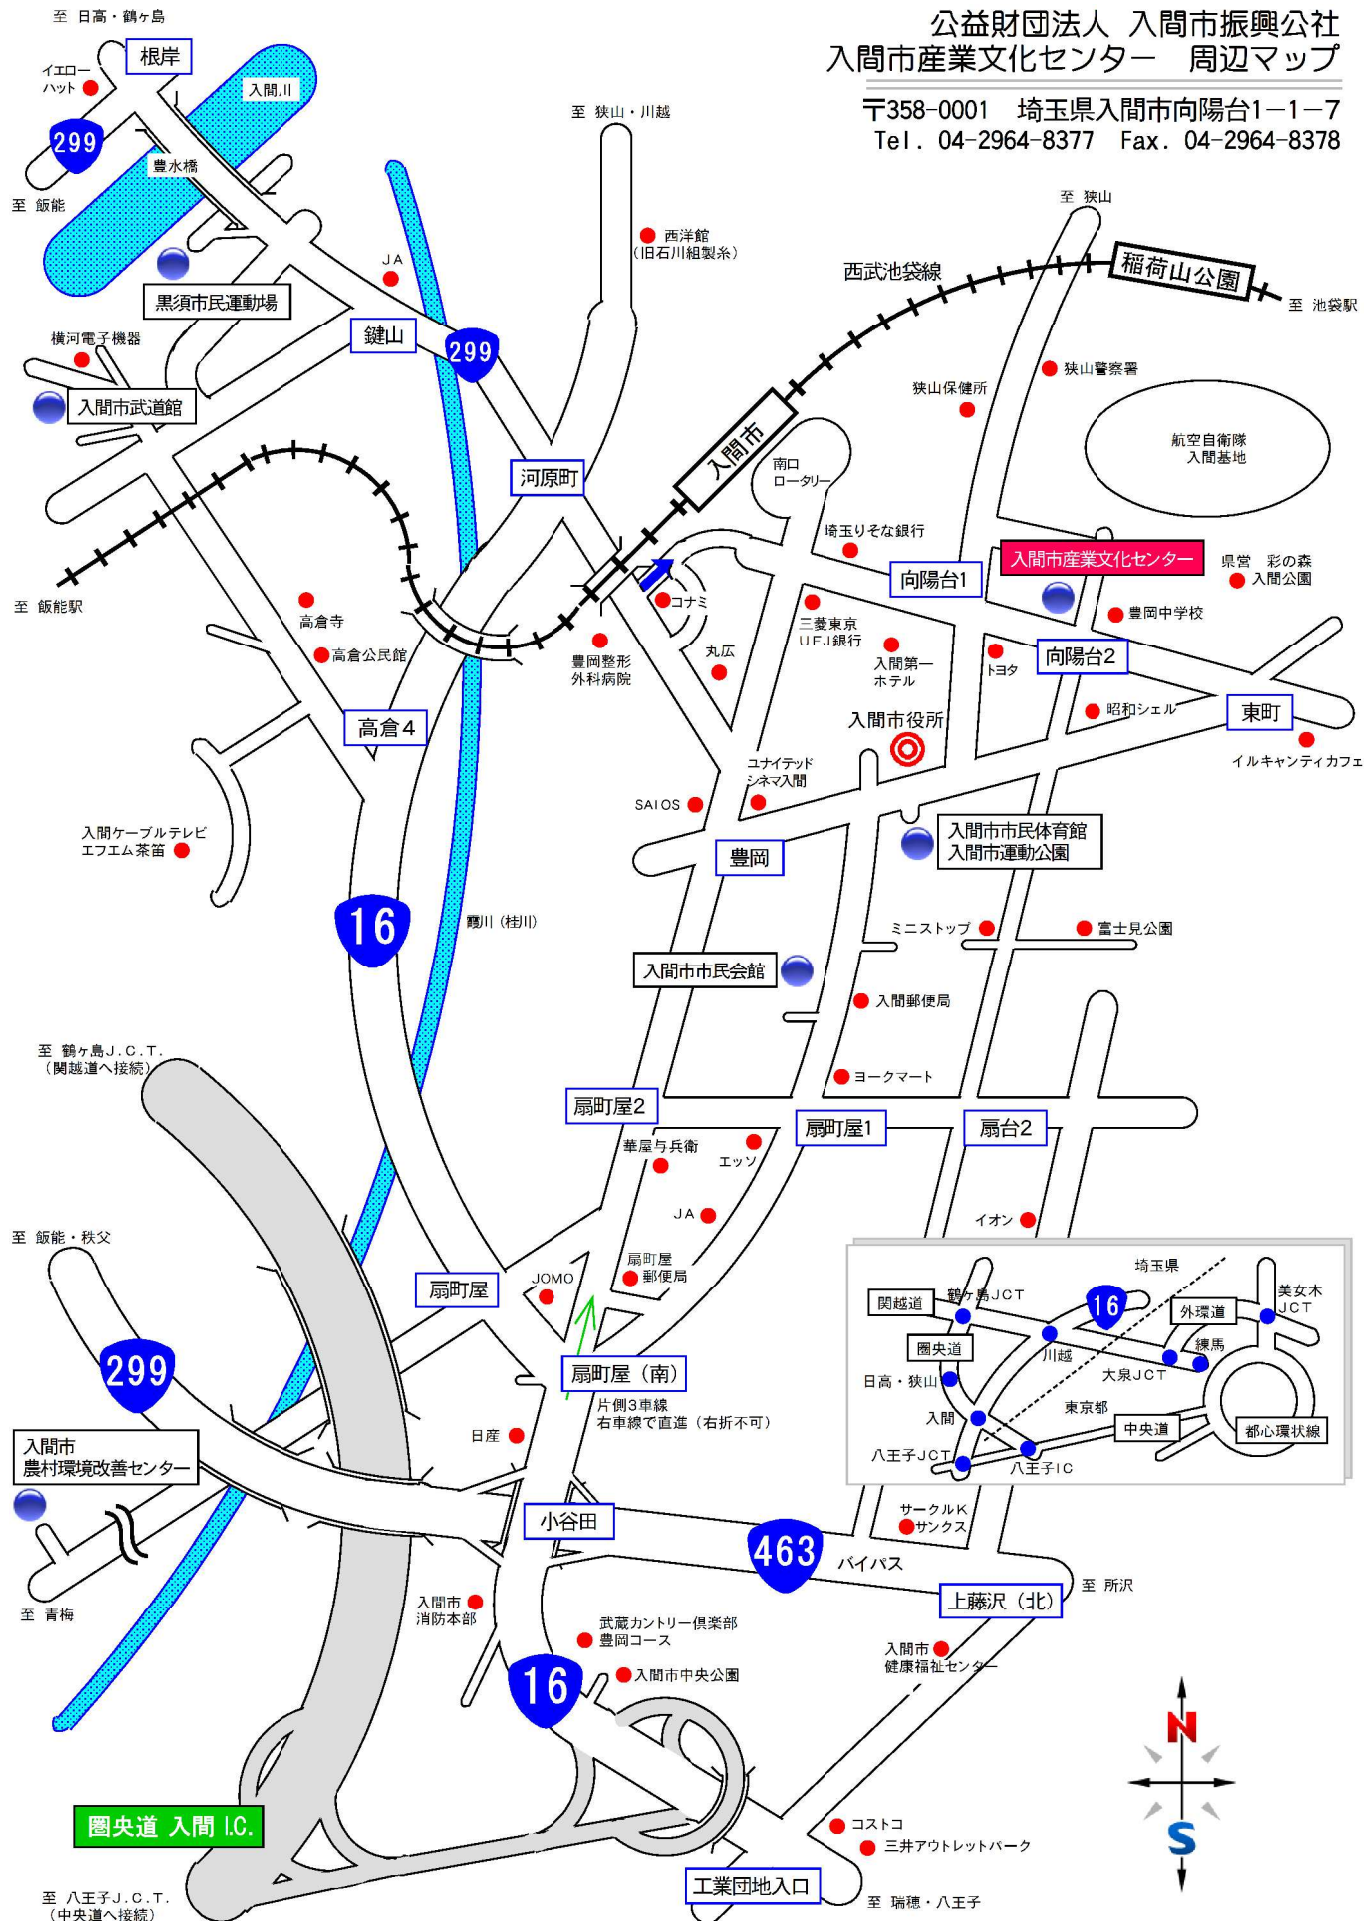 公益財団法人 入間市振興公社
入間市産業文化センター 周辺マップ
〒358-0001 埼玉県入間市向陽台1-1-7
Tel. 04-2964-8377 Fax. 04-2964-8378
至 日高・鶴ヶ島
根岸
イエロー
ハット
299
入間川
豊水橋
至 飯能
至 狭山・川越
西洋館
（旧石川組製糸）
至 狭山
西武池袋線
稲荷山公園
至 池袋駅
JA
黒須市民運動場
鍵山
299
横河電子機器
入間市武道館
狭山警察署
狭山保健所
航空自衛隊
入間基地
入間市
南口
ロータリー
河原町
埼玉りそな銀行
向陽台1
入間市産業文化センター
県営 彩の森
入間公園
至 飯能駅
コナミ
高倉寺
高倉公民館
豊岡整形
外科病院
丸広
三菱東京
UFJ銀行
入間第一
ホテル
トヨタ
豊岡中学校
向陽台2
高倉4
入間市役所
昭和シェル
東町
イルキャンティカフェ
ユナイテッド
シネマ入間
SAIOS
入間ケーブルテレビ
エフエム茶笛
豊岡
入間市市民体育館
入間市運動公園
16
霞川（桂川）
ミニストップ
富士見公園
入間市市民会館
入間郵便局
至 鶴ヶ島J.C.T.
（関越道へ接続）
ヨークマート
扇町屋2
扇町屋1
扇台2
華屋与兵衛
エッソ
JA
イオン
至 飯能・秩父
扇町屋
JOMO
扇町屋
郵便局
埼玉県
関越道
鶴ヶ島JCT
16
外環道
美女木
JCT
圏央道
川越
練馬
大泉JCT
日高・狭山
299
扇町屋（南）
片側3車線
右車線で直進（右折不可）
入間
東京都
中央道
都心環状線
八王子JCT
八王子IC
日産
入間市
農村環境改善センター
小谷田
サークルK
サンクス
463
バイパス
至 所沢
上藤沢（北）
至 青梅
入間市
消防本部
武蔵カントリー倶楽部
豊岡コース
入間市中央公園
16
入間市
健康福祉センター
N
圏央道 入間 I.C.
コストコ
三井アウトレットパーク
S
工業団地入口
至 瑞穂・八王子
至 八王子J.C.T.
（中央道へ接続）